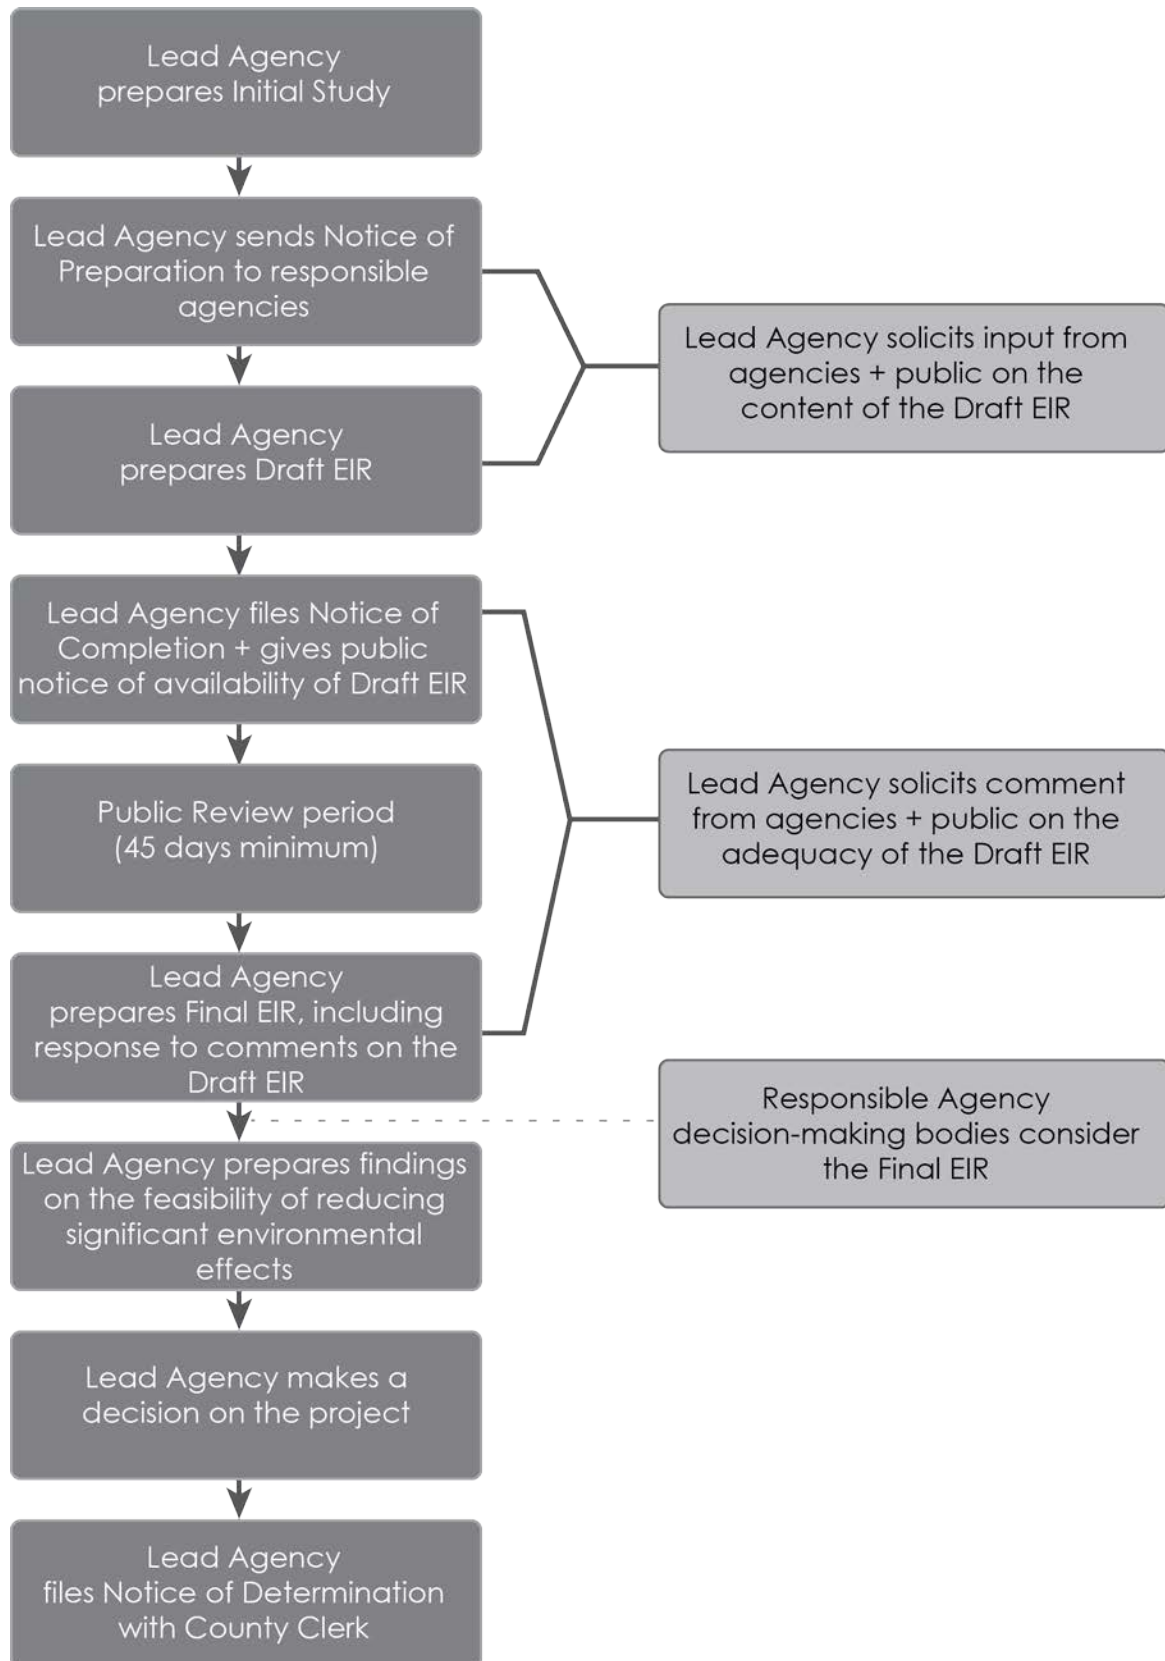 Lead Agency
prepares Initial Study
Lead Agency sends Notice of
Preparation to responsible
agencies
Lead Agency solicits input from
agencies + public on the
content of the Draft EIR
Lead Agency
prepares Draft EIR
Lead Agency files Notice of
Completion + gives public
notice of availability of Draft EIR
Public Review period
(45 days minimum)
Lead Agency solicits comment
from agencies + public on the
adequacy of the Draft EIR
Lead Agency
prepares Final EIR, including
response to comments on the
Draft EIR
Responsible Agency
decision-making bodies consider
the Final EIR
Lead Agency prepares findings
on the feasibility of reducing
significant environmental
effects
Lead Agency makes a
decision on the project
Lead Agency
files Notice of Determination
with County Clerk